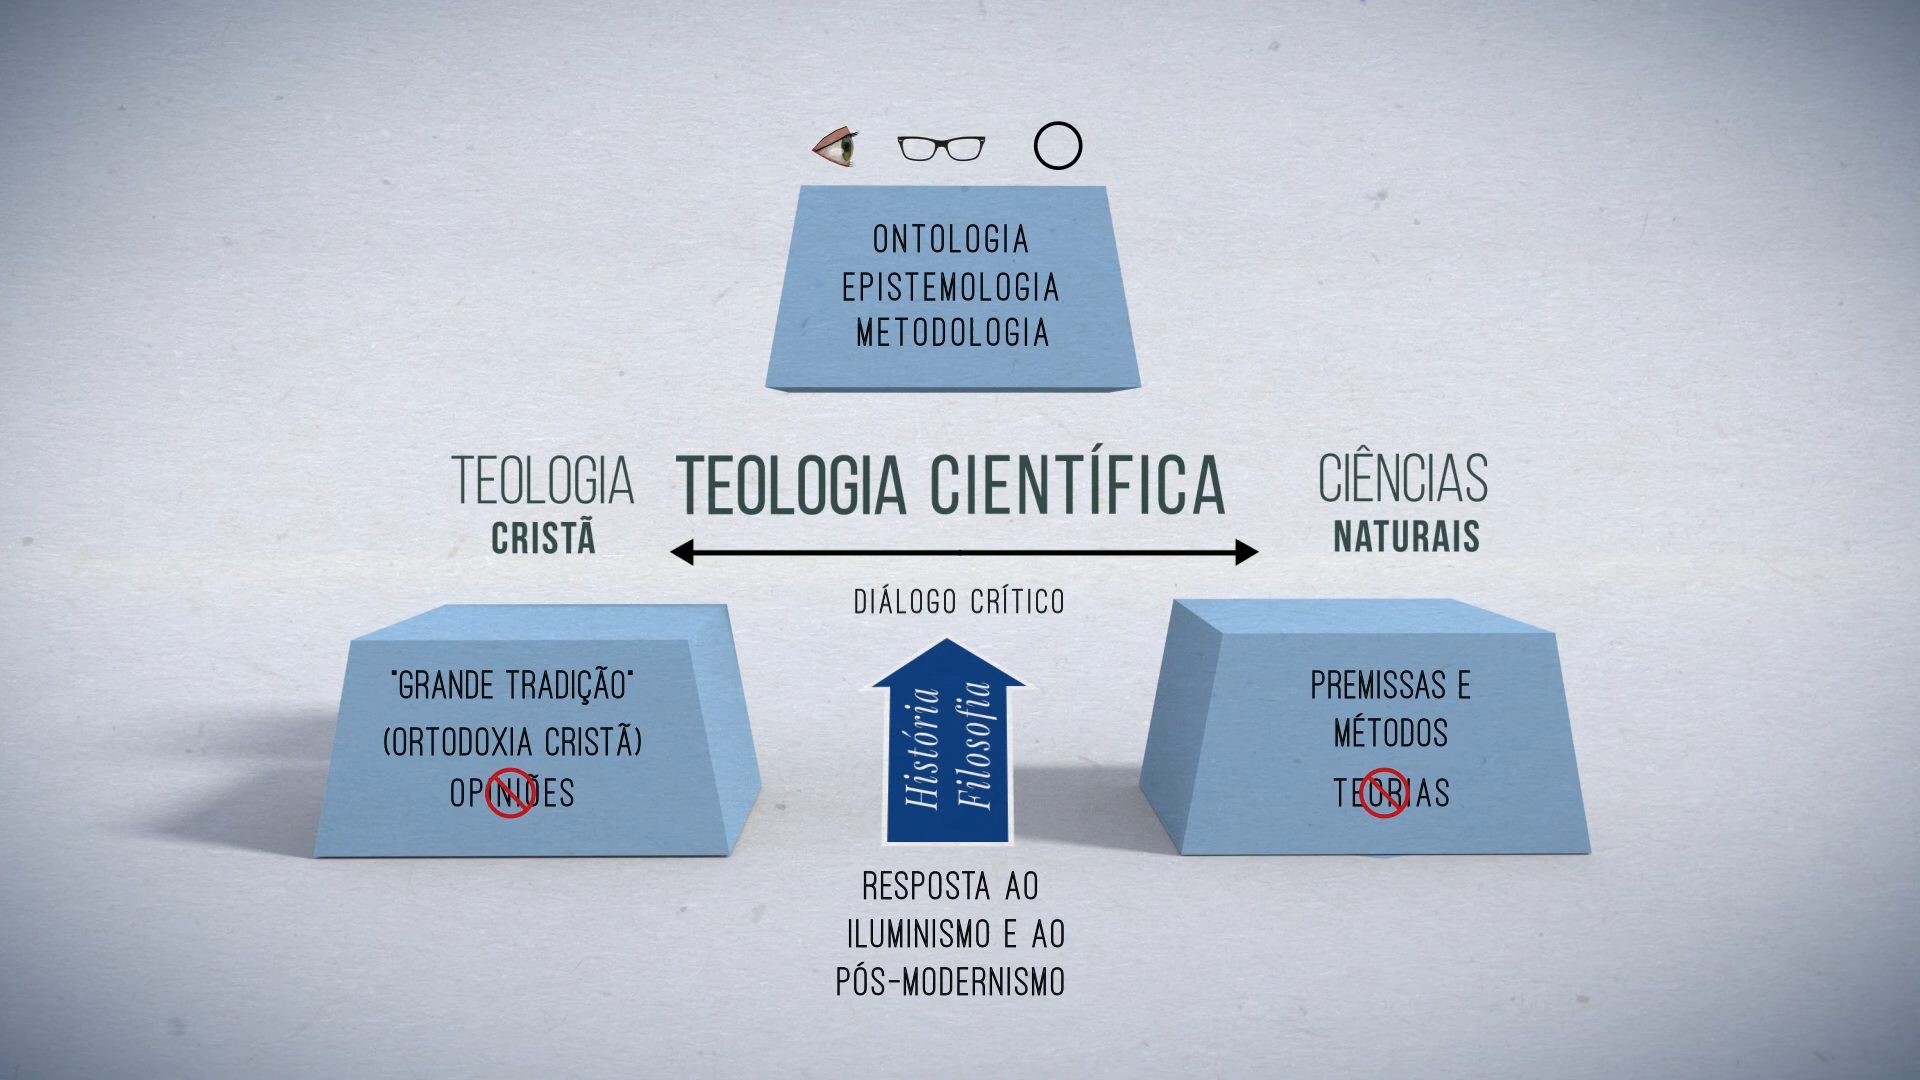 ONTOLOGIA
EPISTEMOLOGIA
METODOLOGIA
TEOLOGIA
CRISTÃ
TEOLOGIA CIENTÍFICA
CIÊNCIAS
NATURAIS
DIÁLOGO CRÍTICO
"GRANDE TRADIÇÃO"
(ORTODOXIA CRISTÃ)
OPINIÕES
História
Filosofia
PREMISSAS E
MÉTODOS
TEORIAS
RESPOSTA AO
ILUMINISMO E AO
PÓS-MODERNISMO